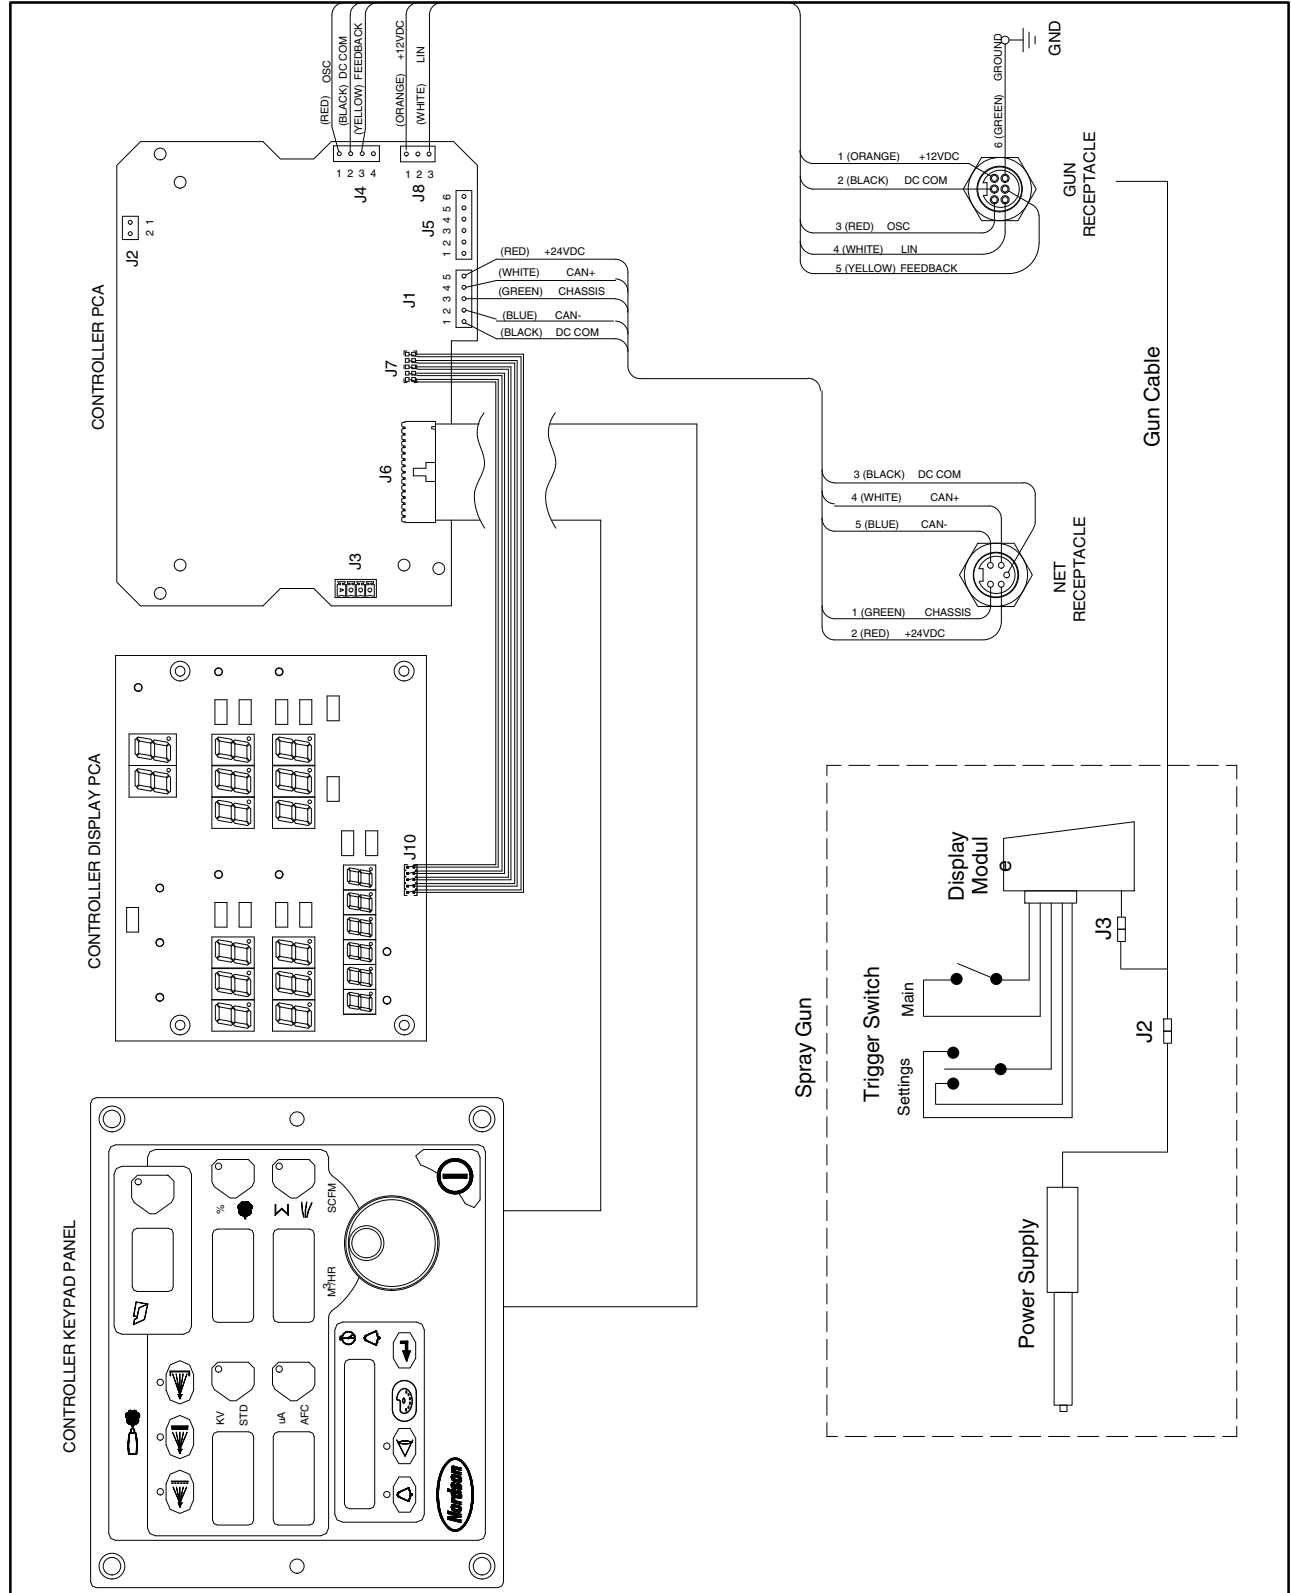 CONTROLLER PCA
J2
2 1
(RED) OSC
(BLACK) DC COM
(YELLOW) FEEDBACK
(ORANGE) +12VDC
(WHITE) LIN
1 2 3 4
J4
1 2 3
J8
J5
1 2 3 4 5 6
J1
1 2 3 4 5
(RED) +24VDC
(WHITE) CAN+
(GREEN) CHASSIS
(BLUE) CAN-
(BLACK) DC COM
J7
J6
J3
6 (GREEN) GROUND
GND
1 (ORANGE) +12VDC
2 (BLACK) DC COM
3 (RED) OSC
4 (WHITE) LIN
5 (YELLOW) FEEDBACK
GUN
RECEPTACLE
Gun Cable
3 (BLACK) DC COM
4 (WHITE) CAN+
5 (BLUE) CAN-
1 (GREEN) CHASSIS
2 (RED) +24VDC
NET
RECEPTACLE
CONTROLLER DISPLAY PCA
J10
CONTROLLER KEYPAD PANEL
%
SCFM
M3/HR
KV
STD
uA
AFC
Nordson
Spray Gun
Trigger Switch
Main
Settings
Display
Modul
e
J3
J2
Power Supply